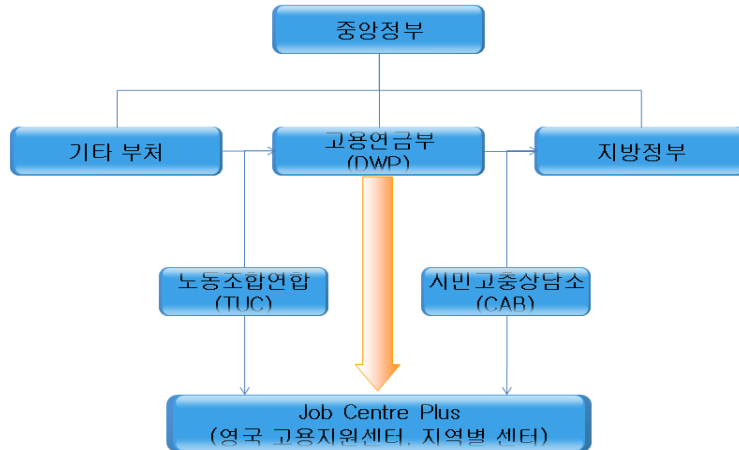 중앙정부
기타 부처
고용연금부
(DWP)
지방정부
노동조합연합
(TUC)
시민고충상담소
(CAB)
Job Centre Plus
(영국 고용지원센터, 지역별 센터)